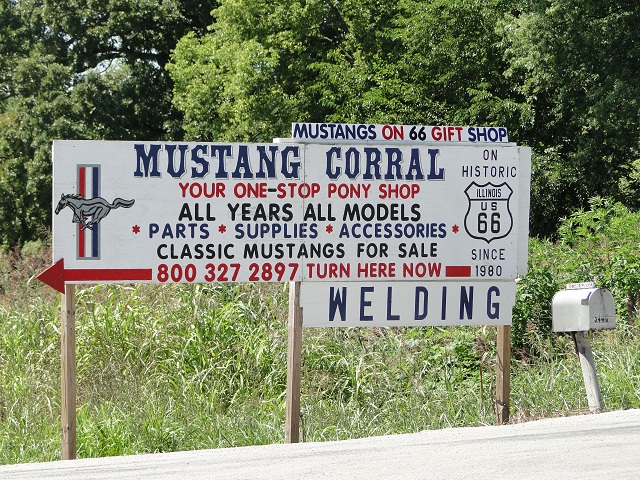 MUSTANGS ON 66 GIFT SHOP
MUSTANG CORRAL
YOUR ONE-STOP PONY SHOP
ALL YEARS ALL MODELS
* PARTS * SUPPLIES * ACCESSORIES *
CLASSIC MUSTANGS FOR SALE
800 327 2897 TURN HERE NOW
ON
HISTORIC
ILLINOIS
US
66
SINCE
1980
WELDING